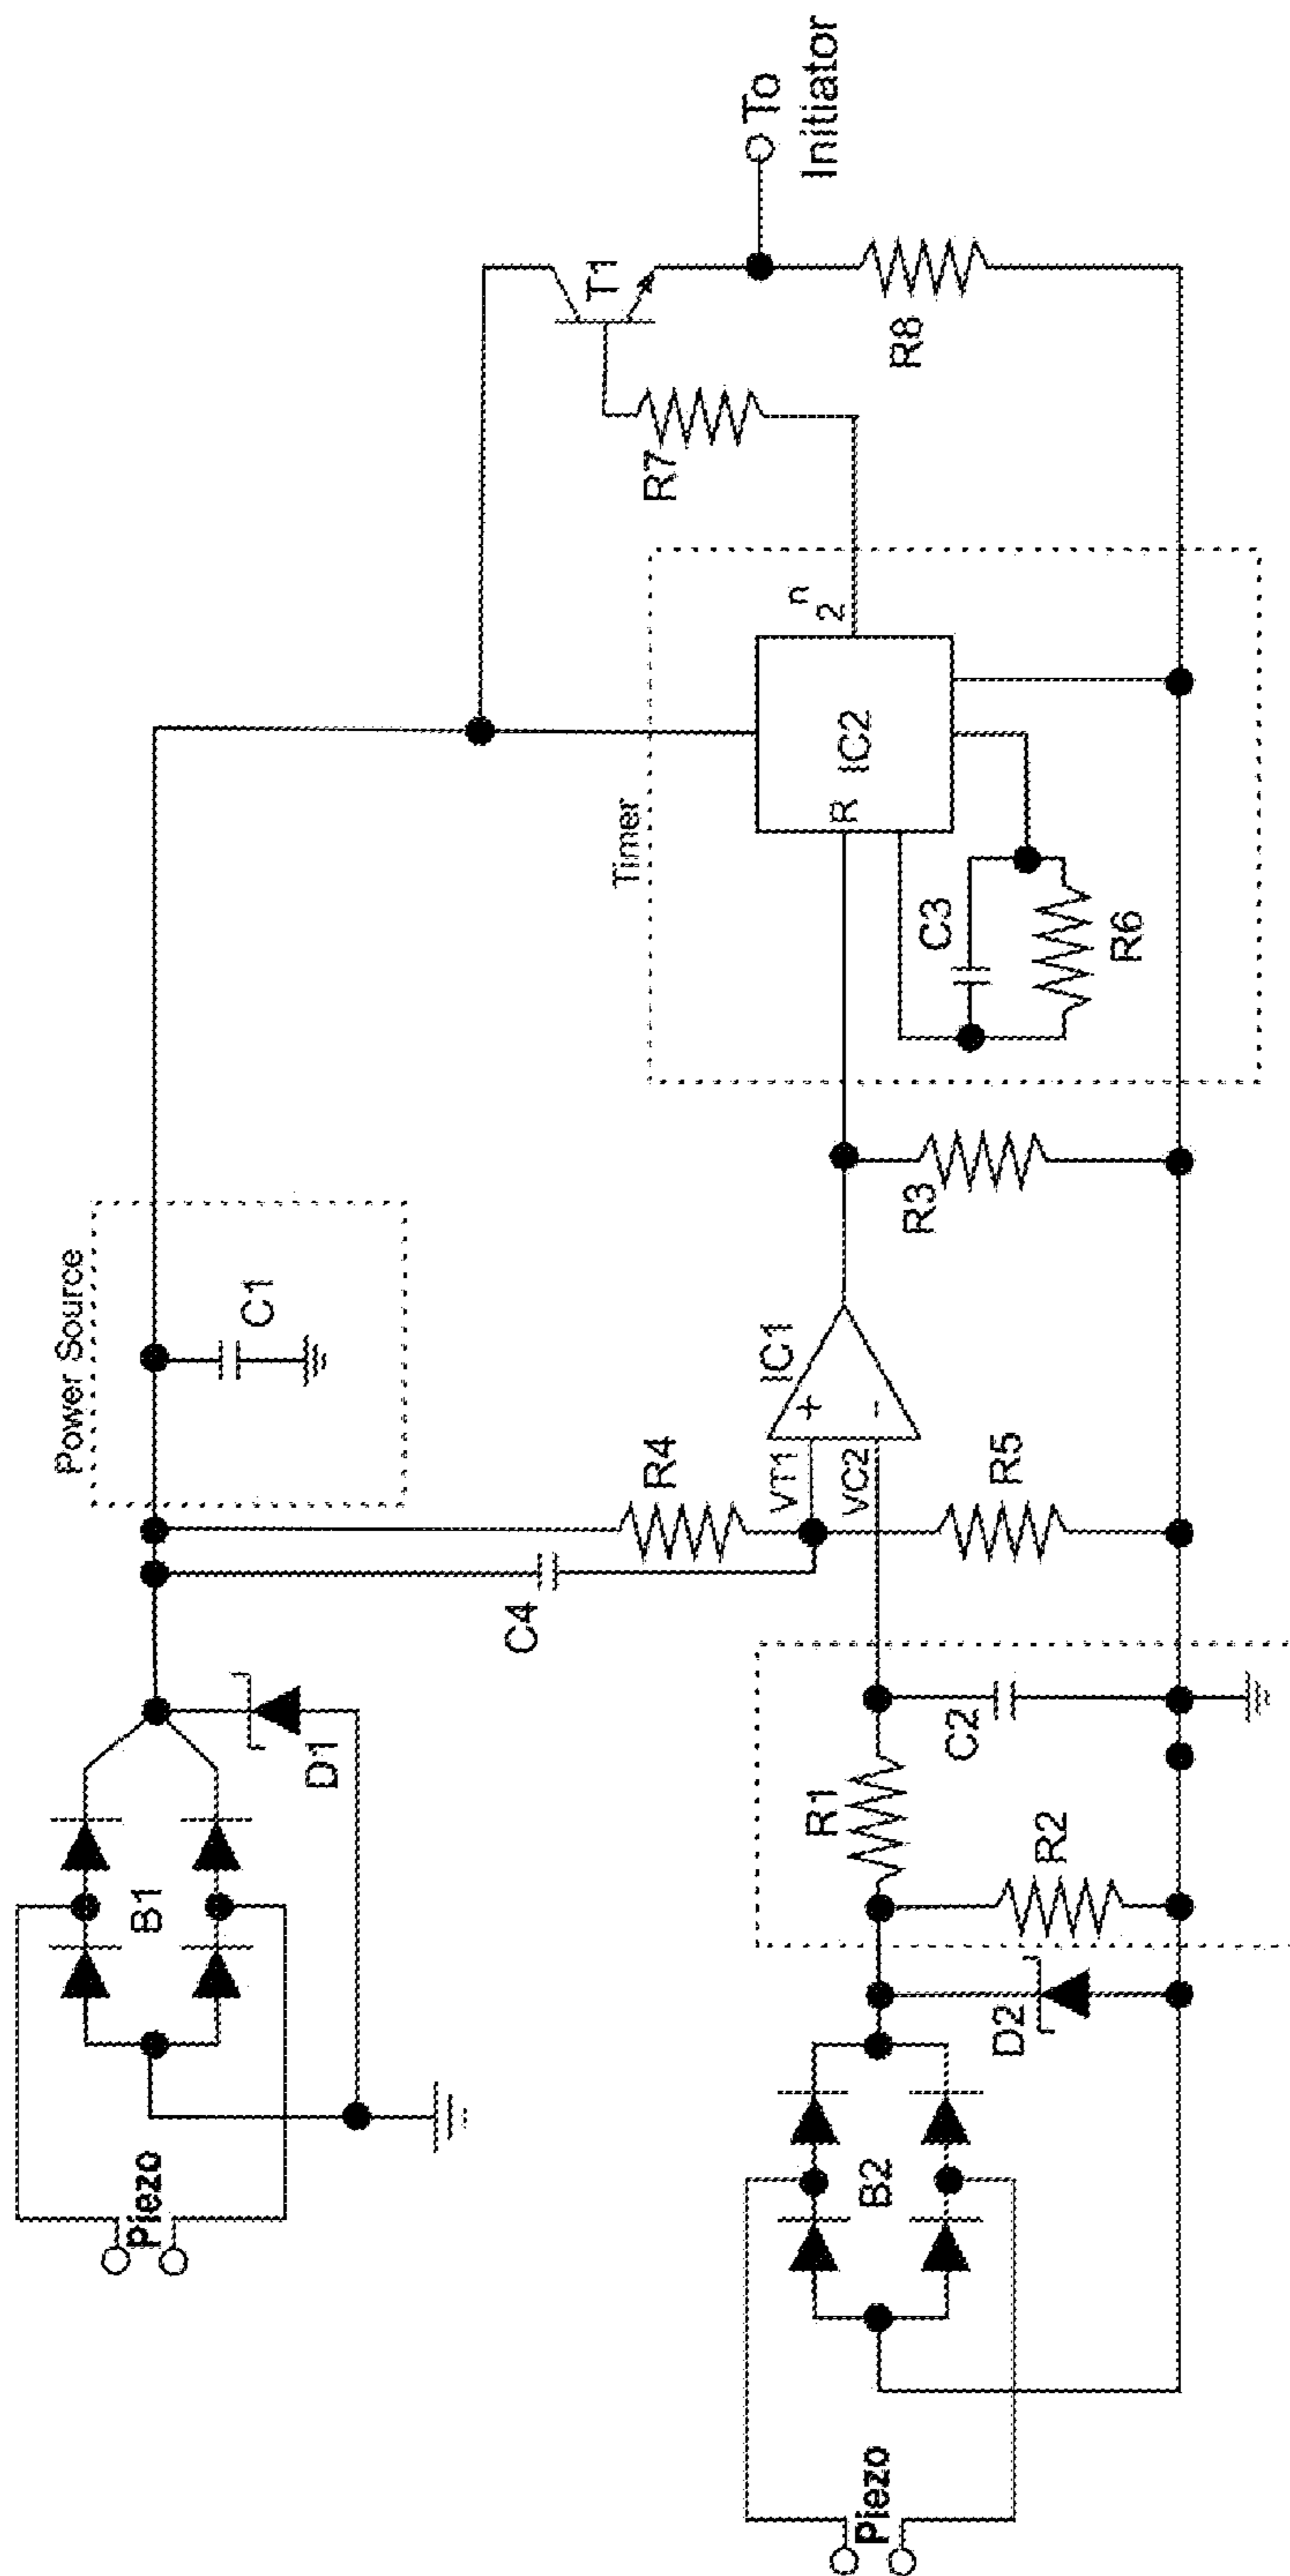 Piezo
B1
D1
C4
R4
Power Source
C1
Piezo
B2
D2
R2
R1
C2
VT1
VC2
+
-
IC1
R5
R3
Timer
C3
R6
R
IC2
n
2
R7
T1
R8
To
Initiator